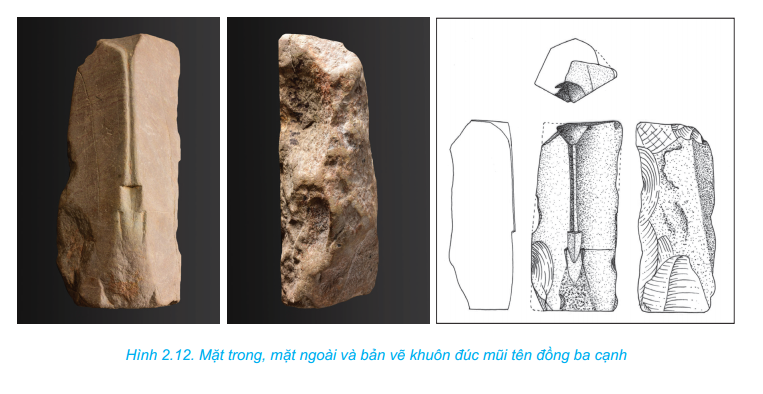 Hình 2.12. Mặt trong, mặt ngoài và bản vẽ khuôn đúc mũi tên đồng ba cạnh